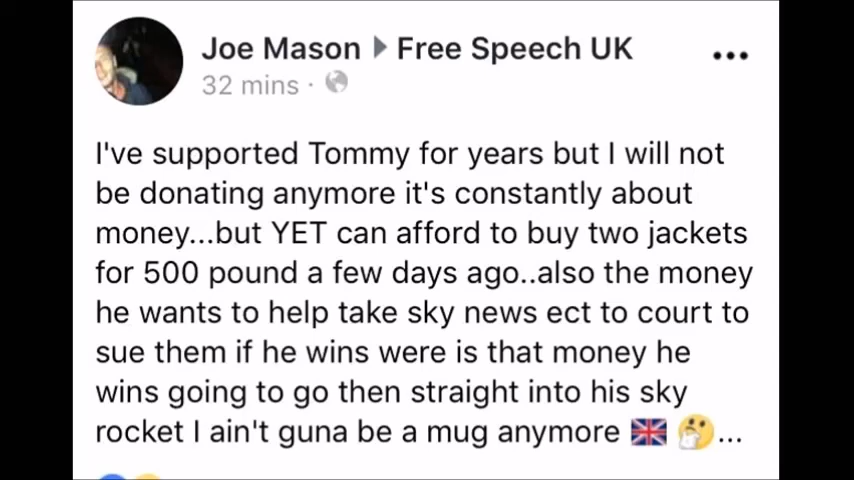 Joe Mason ▶ Free Speech UK
32 mins ·
I've supported Tommy for years but I will not
be donating anymore it's constantly about
money...but YET can afford to buy two jackets
for 500 pound a few days ago..also the money
he wants to help take sky news ect to court to
sue them if he wins were is that money he
wins going to go then straight into his sky
rocket I ain't guna be a mug anymore 🇬🇧 🤔...